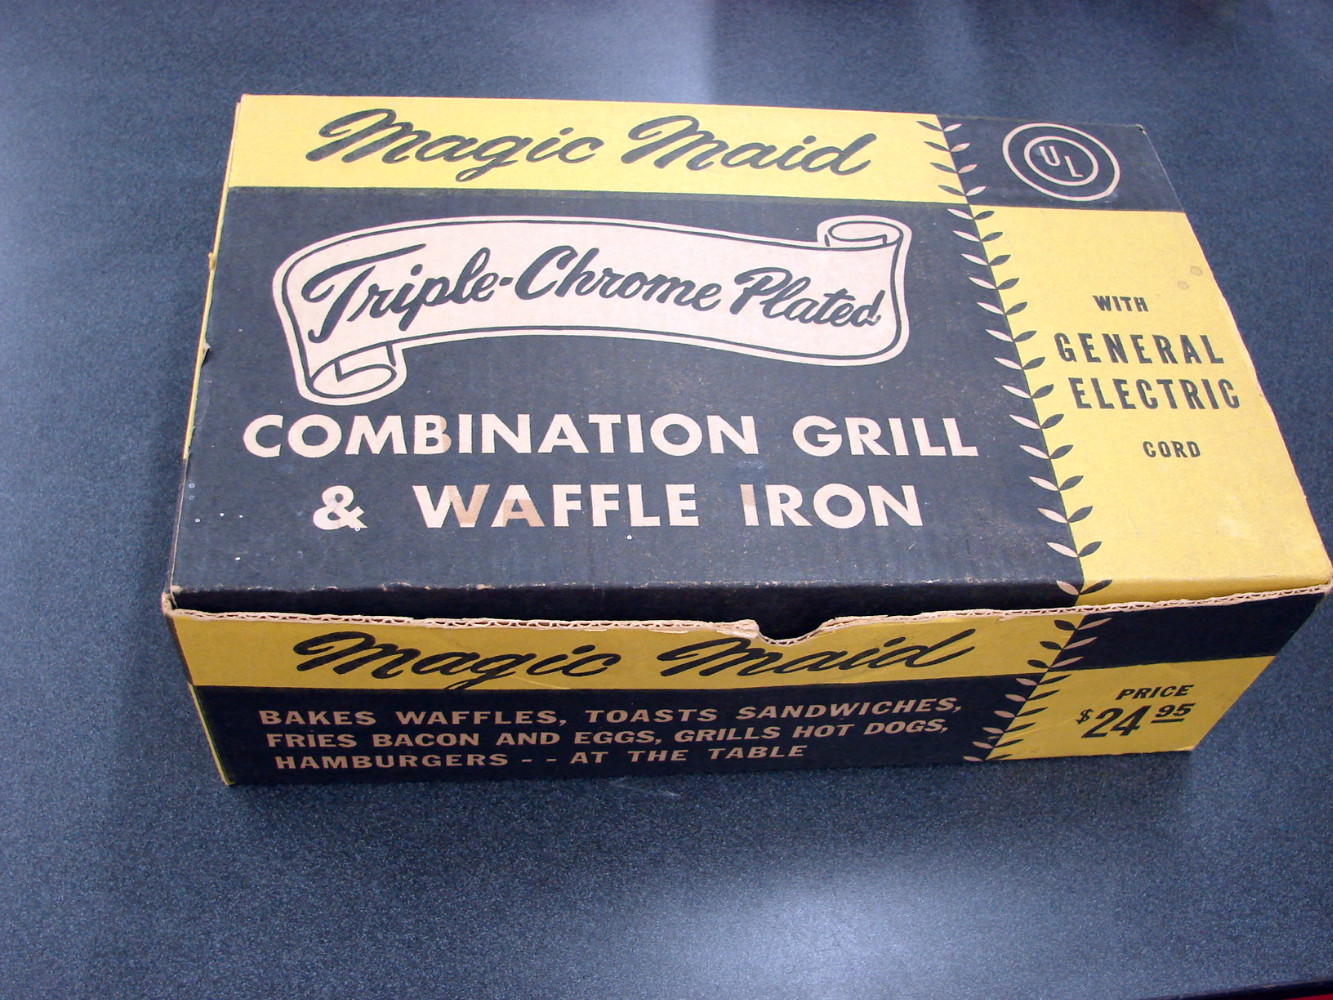 Magic Maid
UL
Triple-Chrome Plated
COMBINATION GRILL
& WAFFLE IRON
WITH
GENERAL
ELECTRIC
CORD
Magic Maid
BAKES WAFFLES, TOASTS SANDWICHES,
FRIES BACON AND EGGS, GRILLS HOT DOGS,
HAMBURGERS - - AT THE TABLE
PRICE
$24 95